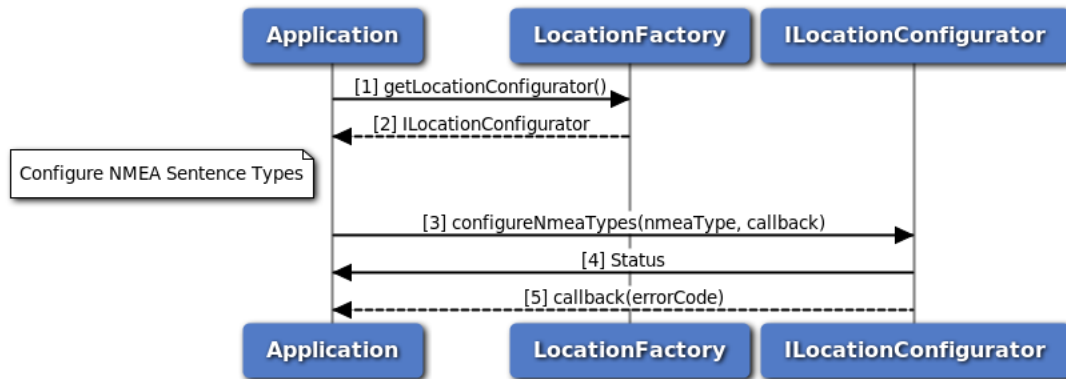 Application
LocationFactory
ILocationConfigurator
[1] getLocationConfigurator()
[2] ILocationConfigurator
Configure NMEA Sentence Types
[3] configureNmeaTypes(nmeaType, callback)
[4] Status
[5] callback(errorCode)
Application
LocationFactory
ILocationConfigurator